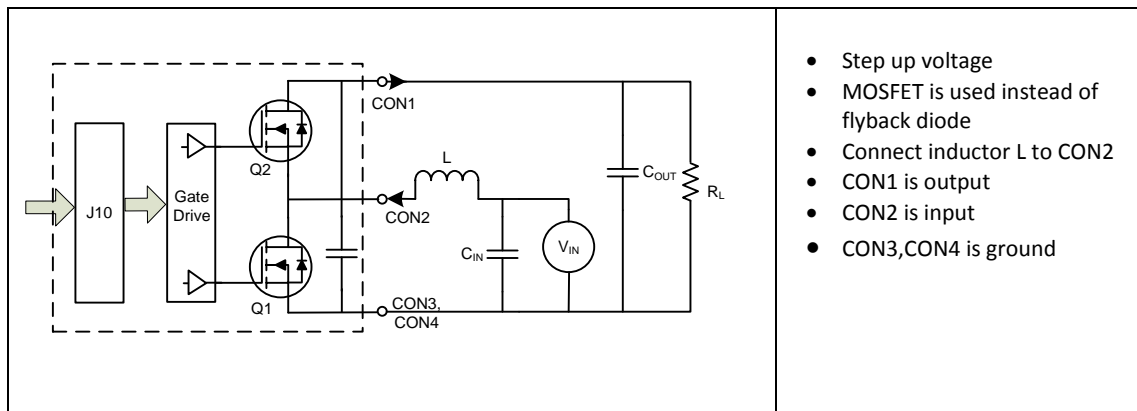 J10
Gate
Drive
Q2
Q1
CON1
CON2
CON3,
CON4
L
CIN
VIN
COUT
RL
• Step up voltage
• MOSFET is used instead of
flyback diode
• Connect inductor L to CON2
• CON1 is output
• CON2 is input
• CON3,CON4 is ground